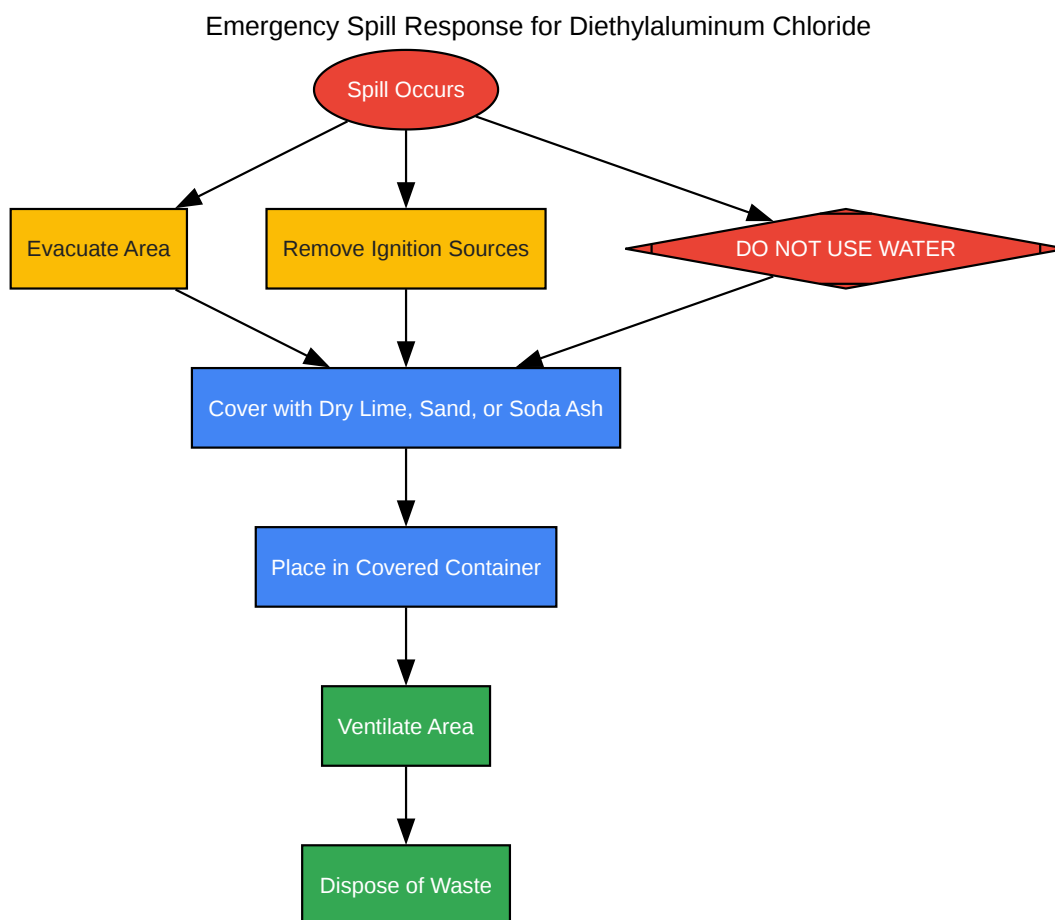 Emergency Spill Response for Diethylaluminum Chloride
Spill Occurs
Evacuate Area
Remove Ignition Sources
DO NOT USE WATER
Cover with Dry Lime, Sand, or Soda Ash
Place in Covered Container
Ventilate Area
Dispose of Waste